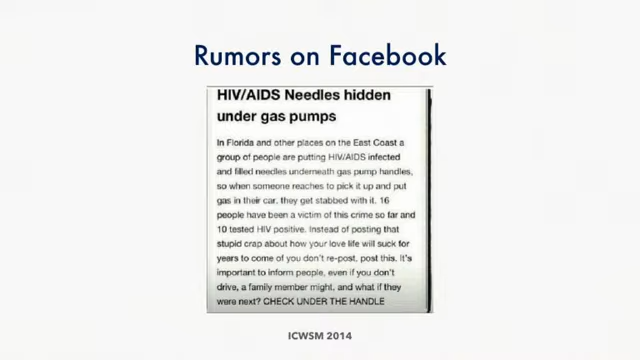 Rumors on Facebook
HIV/AIDS Needles hidden
under gas pumps
In Florida and other places on the East Coast a
group of people are putting HIV/AIDS infected
and filled needles underneath gas pump handles,
so when someone reaches to pick it up and put
gas in their car, they get stabbed with it. 16
people have been a victim of this crime so far and
10 tested HIV positive. Instead of posting that
stupid crap about how your love life will suck for
years to come of you don't re-post, post this. It's
important to inform people, even if you don't
drive, a family member might, and what if they
were next? CHECK UNDER THE HANDLE
ICWSM 2014